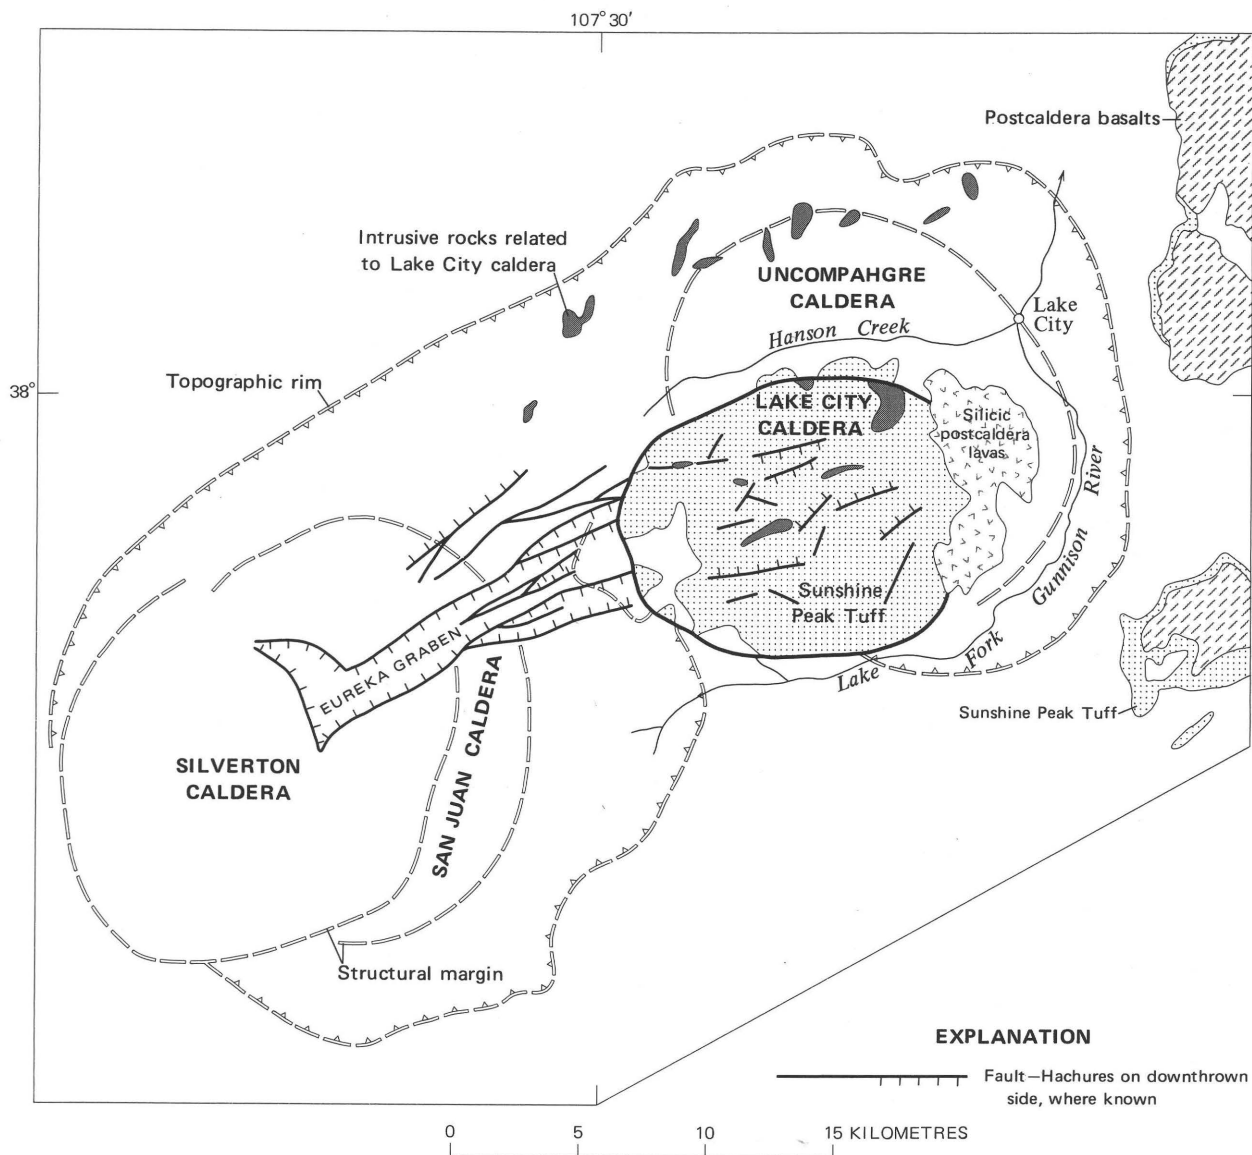 107°30′
Postcaldera basalts
Intrusive rocks related
to Lake City caldera
UNCOMPAHGRE
CALDERA
Lake
City
Hanson Creek
38°
Topographic rim
LAKE CITY
CALDERA
Silicic
postcaldera
lavas
River
Gunnison
Fork
Lake
Sunshine
Peak Tuff
EUREKA GRABEN
SAN JUAN CALDERA
Sunshine Peak Tuff
SILVERTON
CALDERA
Structural margin
EXPLANATION
Fault—Hachures on downthrown
side, where known
0 5 10 15 KILOMETRES